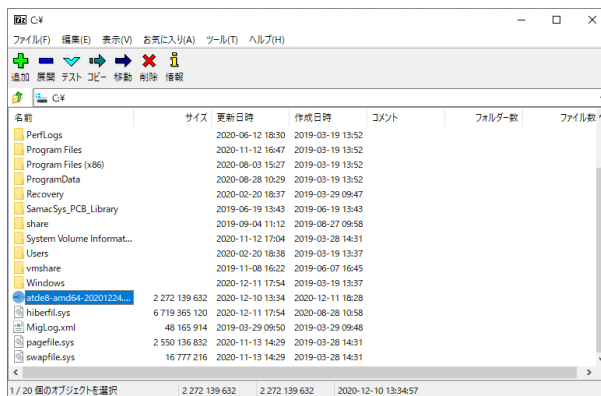 C:¥
ファイル(F) 編集(E) 表示(V) お気に入り(A) ツール(T) ヘルプ(H)
追加 展開 テスト コピー 移動 削除 情報
C:¥
名前 サイズ 更新日時 作成日時 コメント フォルダー数 ファイル数
PerfLogs 2020-06-12 18:30 2019-03-19 13:52
Program Files 2020-11-12 16:47 2019-03-19 13:52
Program Files (x86) 2020-08-03 15:27 2019-03-19 13:52
ProgramData 2020-08-28 10:29 2019-03-19 13:52
Recovery 2020-02-20 18:37 2019-03-29 09:47
SamacSys_PCB_Library 2019-06-19 13:43 2019-06-19 13:43
share 2019-09-04 11:12 2019-08-27 09:58
System Volume Informat... 2020-11-12 17:04 2019-03-28 14:31
Users 2020-02-20 18:38 2019-03-19 13:37
vmshare 2019-11-08 16:22 2019-06-07 16:45
Windows 2020-12-11 17:54 2019-03-19 13:37
atde8-amd64-20201224.... 2 272 139 632 2020-12-10 13:34 2020-12-11 18:28
hiberfil.sys 6 719 365 120 2020-12-11 17:54 2020-08-28 10:58
MigLog.xml 48 165 914 2019-03-29 09:50 2019-03-29 09:48
pagefile.sys 2 550 136 832 2020-11-13 14:29 2019-03-28 14:31
swapfile.sys 16 777 216 2020-11-13 14:29 2019-03-28 14:31
1 / 20 個のオブジェクトを選択 2 272 139 632 2 272 139 632 2020-12-10 13:34:57